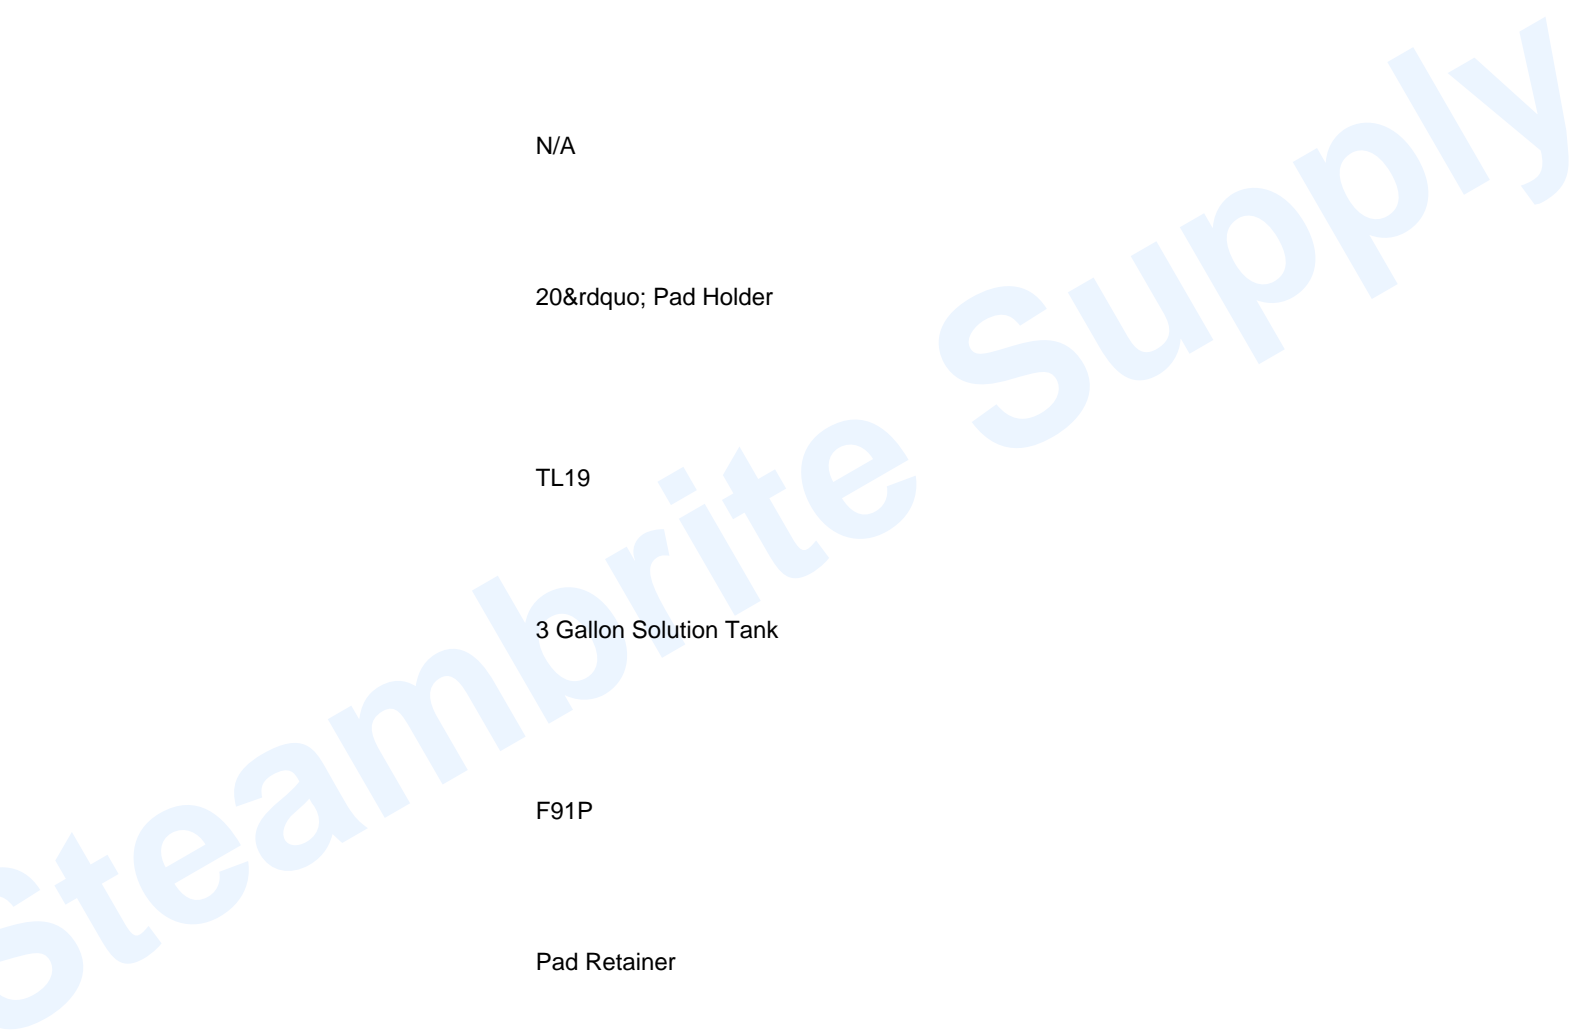 N/A
20&rdquo; Pad Holder
TL19
3 Gallon Solution Tank
F91P
Pad Retainer
Steambrite Supply